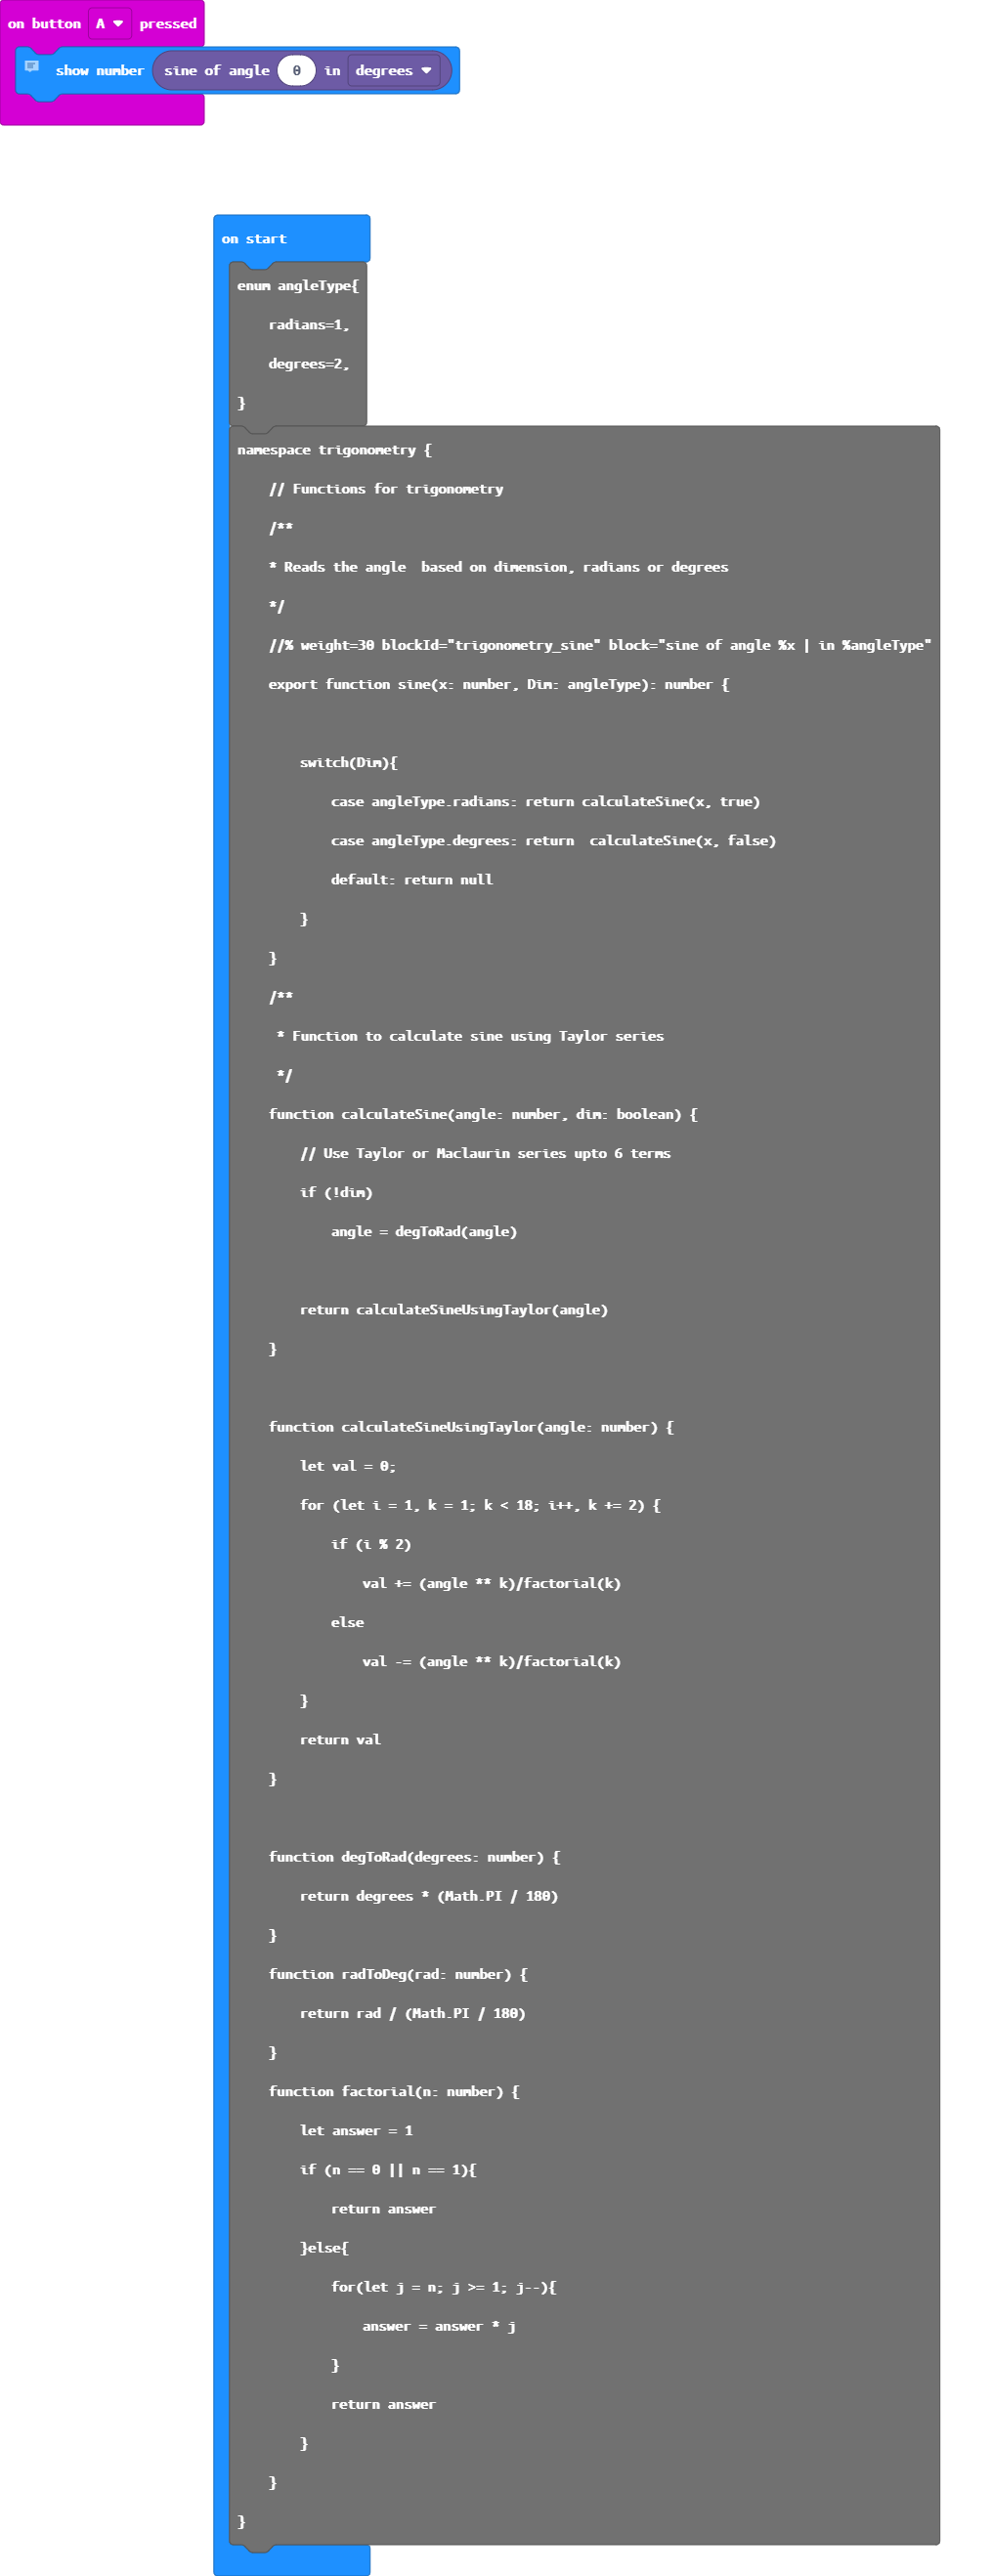 on button A pressed
show number sine of angle 0 in degrees
on start
enum angleType{
radians=1,
degrees=2,
}
namespace trigonometry {
// Functions for trigonometry
/**
* Reads the angle  based on dimension, radians or degrees
*/
//% weight=30 blockId="trigonometry_sine" block="sine of angle %x | in %angleType"
export function sine(x: number, Dim: angleType): number {
switch(Dim){
case angleType.radians: return calculateSine(x, true)
case angleType.degrees: return  calculateSine(x, false)
default: return null
}
}
/**
* Function to calculate sine using Taylor series
*/
function calculateSine(angle: number, dim: boolean) {
// Use Taylor or Maclaurin series upto 6 terms
if (!dim)
angle = degToRad(angle)
return calculateSineUsingTaylor(angle)
}
function calculateSineUsingTaylor(angle: number) {
let val = 0;
for (let i = 1, k = 1; k < 18; i++, k += 2) {
if (i % 2)
val += (angle ** k)/factorial(k)
else
val -= (angle ** k)/factorial(k)
}
return val
}
function degToRad(degrees: number) {
return degrees * (Math.PI / 180)
}
function radToDeg(rad: number) {
return rad / (Math.PI / 180)
}
function factorial(n: number) {
let answer = 1
if (n == 0 || n == 1){
return answer
}else{
for(let j = n; j >= 1; j--){
answer = answer * j
}
return answer
}
}
}